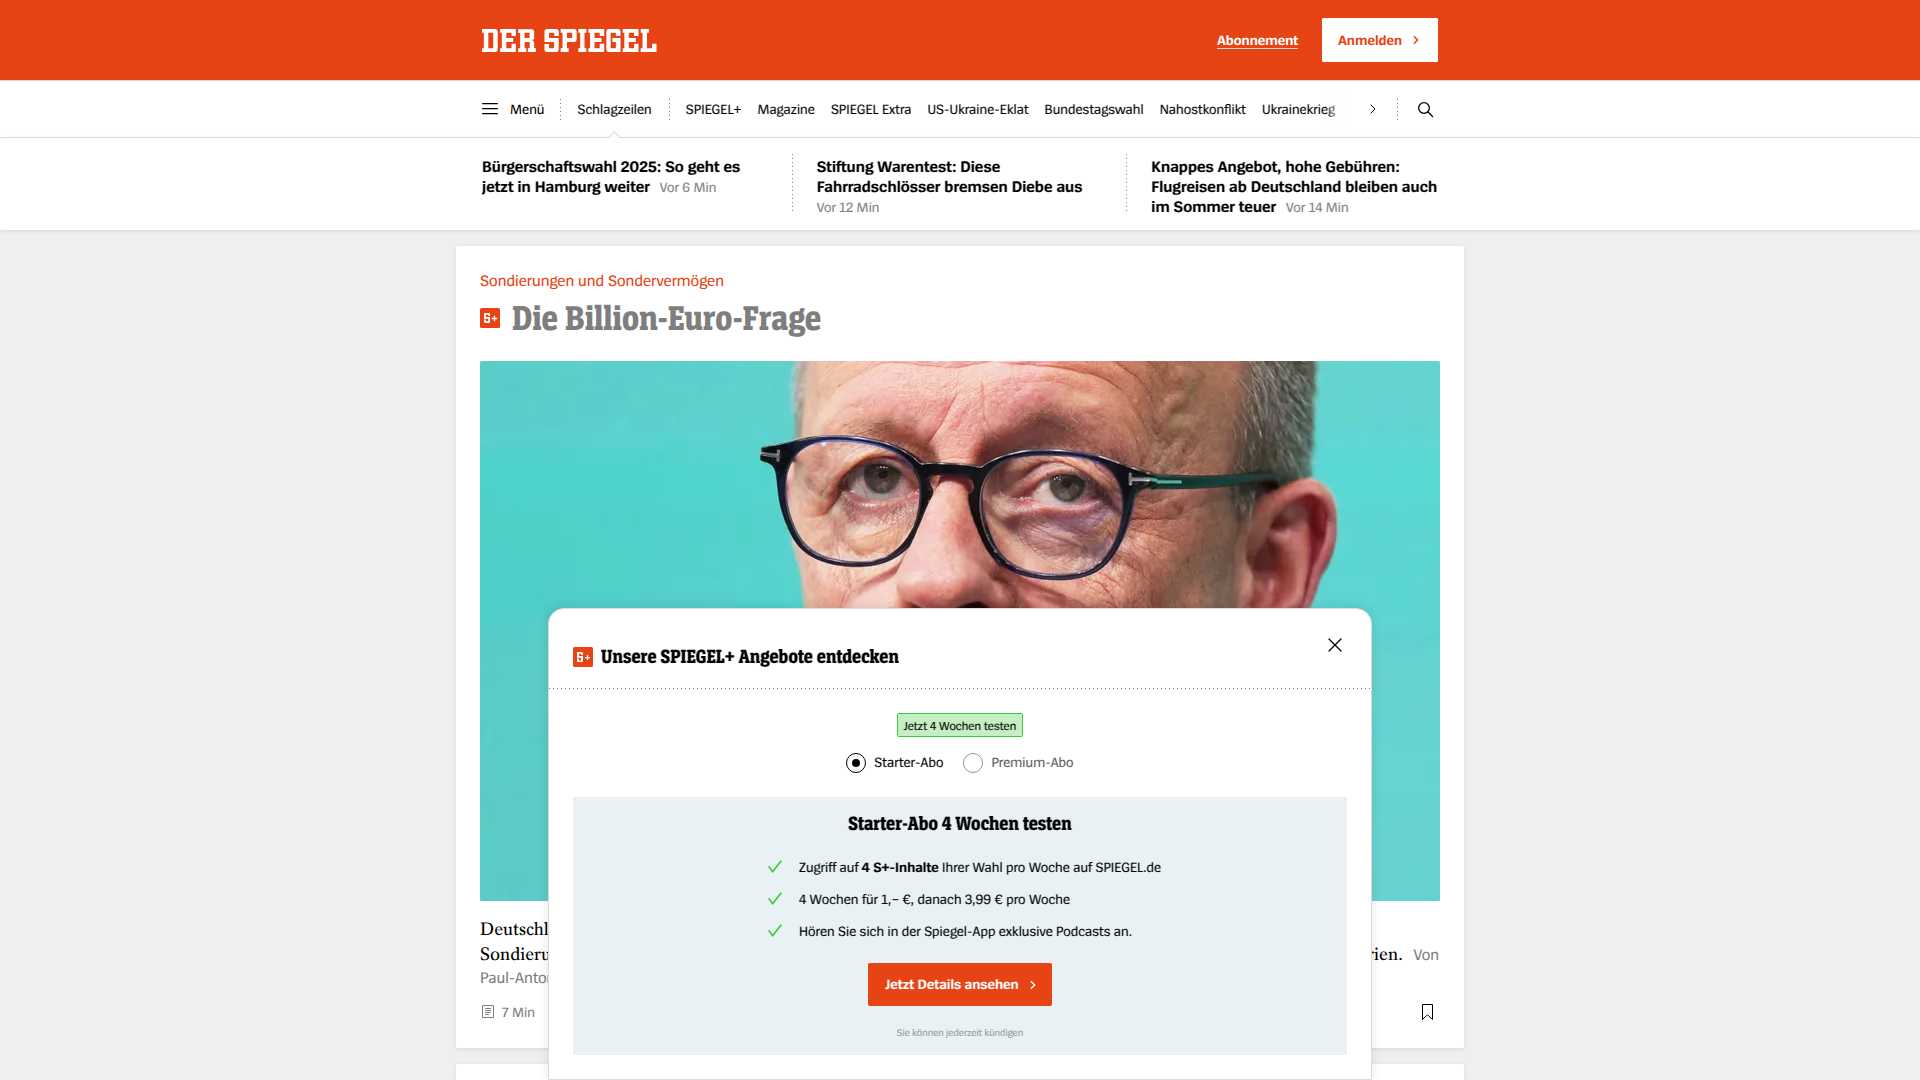 DER SPIEGEL
Abonnement
Anmelden
Menü
Schlagzeilen
SPIEGEL+
Magazine
SPIEGEL Extra
US-Ukraine-Eklat
Bundestagswahl
Nahostkonflikt
Ukrainekrieg
Bürgerschaftswahl 2025: So geht es
jetzt in Hamburg weiter Vor 6 Min
Stiftung Warentest: Diese
Fahrradschlösser bremsen Diebe aus
Vor 12 Min
Knappes Angebot, hohe Gebühren:
Flugreisen ab Deutschland bleiben auch
im Sommer teuer Vor 14 Min
Sondierungen und Sondervermögen
S+ Die Billion-Euro-Frage
S+ Unsere SPIEGEL+ Angebote entdecken
Jetzt 4 Wochen testen
Starter-Abo
Premium-Abo
Starter-Abo 4 Wochen testen
Zugriff auf 4 S+-Inhalte Ihrer Wahl pro Woche auf SPIEGEL.de
4 Wochen für 1,– €, danach 3,99 € pro Woche
Hören Sie sich in der Spiegel-App exklusive Podcasts an.
Jetzt Details ansehen
Sie können jederzeit kündigen
Von
7 Min